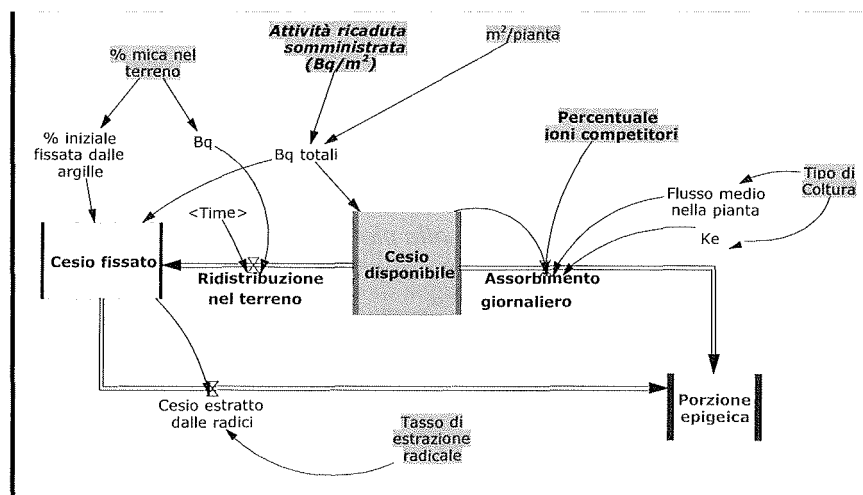 Attività ricaduta
somministrata
(Bq/m²)
m²/pianta
% mica nel
terreno
Percentuale
ioni competitori
% iniziale
fissata dalle
argille
Bq
Bq totali
Tipo di
Coltura
Flusso medio
nella pianta
<Time>
Ke
Cesio fissato
Cesio
disponibile
Ridistribuzione
nel terreno
Assorbimento
giornaliero
Cesio estratto
dalle radici
Porzione
epigeica
Tasso di
estrazione
radicale